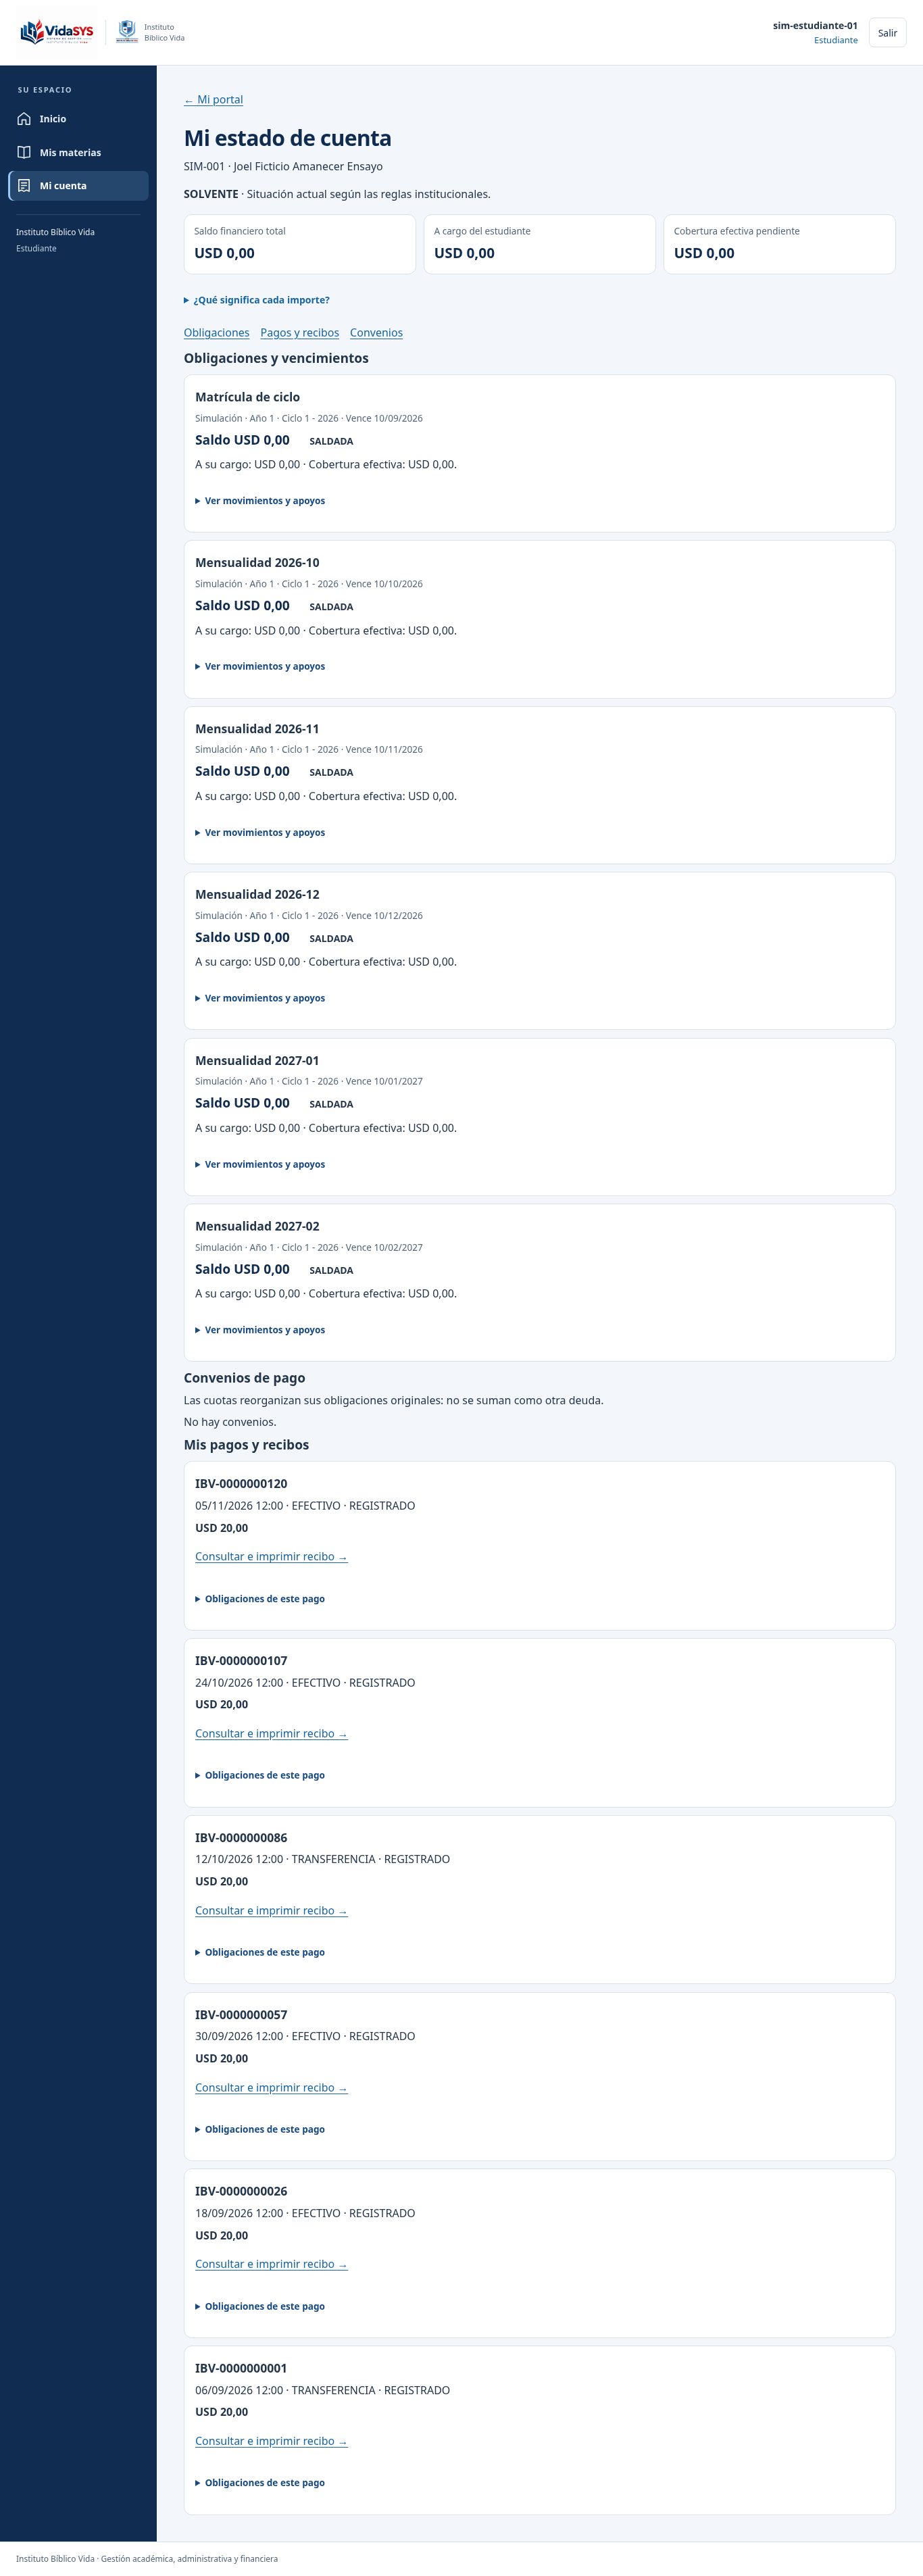 VidaSYS
Instituto
Bíblico Vida
sim-estudiante-01
Estudiante
Salir
SU ESPACIO
Inicio
Mis materias
Mi cuenta
Instituto Bíblico Vida
Estudiante
← Mi portal
Mi estado de cuenta
SIM-001 · Joel Ficticio Amanecer Ensayo
SOLVENTE · Situación actual según las reglas institucionales.
Saldo financiero total
USD 0,00
A cargo del estudiante
USD 0,00
Cobertura efectiva pendiente
USD 0,00
▶ ¿Qué significa cada importe?
Obligaciones Pagos y recibos Convenios
Obligaciones y vencimientos
Matrícula de ciclo
Simulación · Año 1 · Ciclo 1 - 2026 · Vence 10/09/2026
Saldo USD 0,00 SALDADA
A su cargo: USD 0,00 · Cobertura efectiva: USD 0,00.
▶ Ver movimientos y apoyos
Mensualidad 2026-10
Simulación · Año 1 · Ciclo 1 - 2026 · Vence 10/10/2026
Saldo USD 0,00 SALDADA
A su cargo: USD 0,00 · Cobertura efectiva: USD 0,00.
▶ Ver movimientos y apoyos
Mensualidad 2026-11
Simulación · Año 1 · Ciclo 1 - 2026 · Vence 10/11/2026
Saldo USD 0,00 SALDADA
A su cargo: USD 0,00 · Cobertura efectiva: USD 0,00.
▶ Ver movimientos y apoyos
Mensualidad 2026-12
Simulación · Año 1 · Ciclo 1 - 2026 · Vence 10/12/2026
Saldo USD 0,00 SALDADA
A su cargo: USD 0,00 · Cobertura efectiva: USD 0,00.
▶ Ver movimientos y apoyos
Mensualidad 2027-01
Simulación · Año 1 · Ciclo 1 - 2026 · Vence 10/01/2027
Saldo USD 0,00 SALDADA
A su cargo: USD 0,00 · Cobertura efectiva: USD 0,00.
▶ Ver movimientos y apoyos
Mensualidad 2027-02
Simulación · Año 1 · Ciclo 1 - 2026 · Vence 10/02/2027
Saldo USD 0,00 SALDADA
A su cargo: USD 0,00 · Cobertura efectiva: USD 0,00.
▶ Ver movimientos y apoyos
Convenios de pago
Las cuotas reorganizan sus obligaciones originales: no se suman como otra deuda.
No hay convenios.
Mis pagos y recibos
IBV-0000000120
05/11/2026 12:00 · EFECTIVO · REGISTRADO
USD 20,00
Consultar e imprimir recibo →
▶ Obligaciones de este pago
IBV-0000000107
24/10/2026 12:00 · EFECTIVO · REGISTRADO
USD 20,00
Consultar e imprimir recibo →
▶ Obligaciones de este pago
IBV-0000000086
12/10/2026 12:00 · TRANSFERENCIA · REGISTRADO
USD 20,00
Consultar e imprimir recibo →
▶ Obligaciones de este pago
IBV-0000000057
30/09/2026 12:00 · EFECTIVO · REGISTRADO
USD 20,00
Consultar e imprimir recibo →
▶ Obligaciones de este pago
IBV-0000000026
18/09/2026 12:00 · EFECTIVO · REGISTRADO
USD 20,00
Consultar e imprimir recibo →
▶ Obligaciones de este pago
IBV-0000000001
06/09/2026 12:00 · TRANSFERENCIA · REGISTRADO
USD 20,00
Consultar e imprimir recibo →
▶ Obligaciones de este pago
Instituto Bíblico Vida · Gestión académica, administrativa y financiera